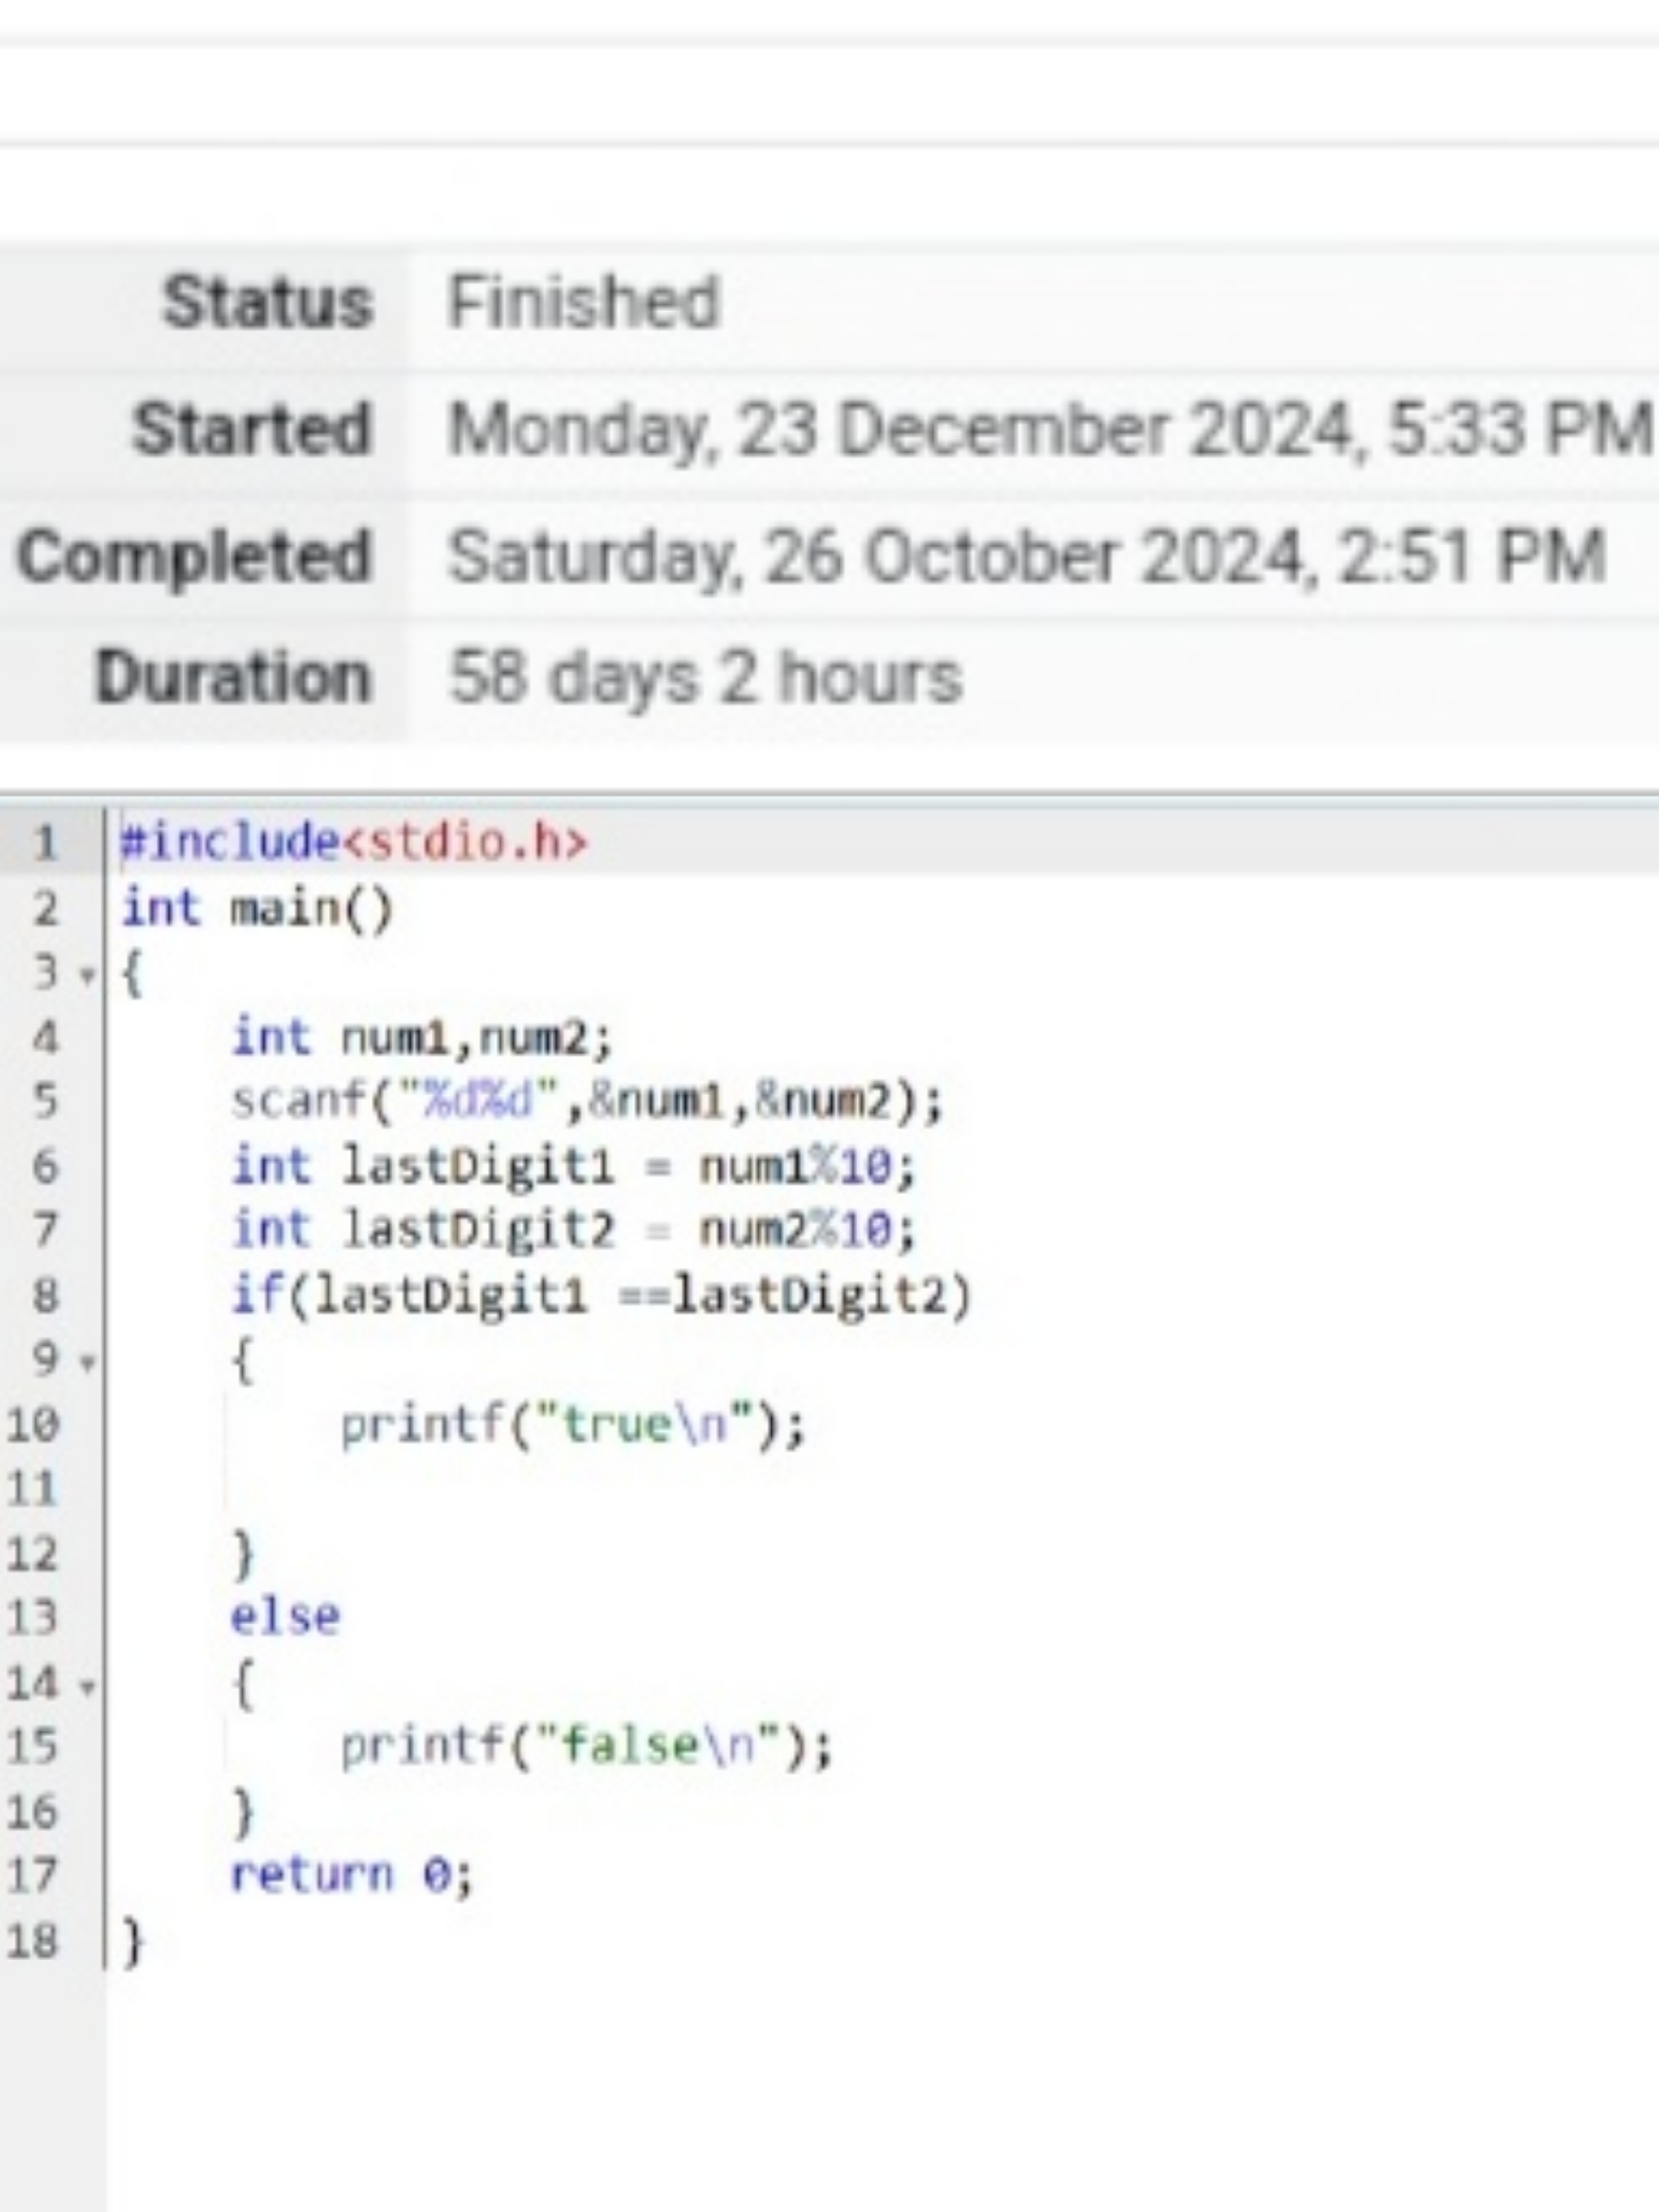 Status Finished
Started Monday, 23 December 2024, 5:33 PM
Completed Saturday, 26 October 2024, 2:51 PM
Duration 58 days 2 hours
1 #include<stdio.h>
2 int main()
3 {
4 int num1,num2;
5 scanf("%d%d",&num1,&num2);
6 int lastDigit1 = num1%10;
7 int lastDigit2 = num2%10;
8 if(lastDigit1 ==lastDigit2)
9 {
10 printf("true\n");
11
12 }
13 else
14 {
15 printf("false\n");
16 }
17 return 0;
18 }